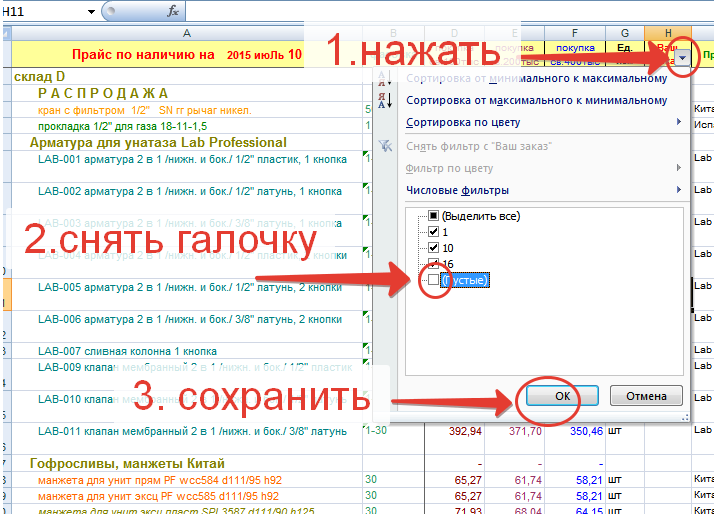 H11
fx
A
B
D
E
F
G
H
Прайс по наличию на 2015 июЛь 10
1.нажать
покупка
покупка
Ед.
Ваш
св.400тыс
Пр
склад D
Р А С П Р О Д А Ж А
кран с фильтром 1/2" SN гг рычаг никел.
прокладка 1/2" для газа 18-11-1,5
Арматура для унатаза Lab Professional
LAB-001 арматура 2 в 1 /нижн. и бок./ 1/2" пластик, 1 кнопка
LAB-002 арматура 2 в 1 /нижн. и бок./ 1/2" латунь, 1 кнопка
LAB-003 арматура 2 в 1 /нижн. и бок./ 3/8" латунь, 1 кнопка
2.снять галочку
LAB-004 арматура 2 в 1 /нижн. и бок./ 1/2" пластик, 2 кнопки
LAB-005 арматура 2 в 1 /нижн. и бок./ 1/2" латунь, 2 кнопки
LAB-006 арматура 2 в 1 /нижн. и бок./ 3/8" латунь, 2 кнопки
LAB-007 сливная колонна 1 кнопка
LAB-009 клапан мембранный 2 в 1 /нижн. и бок./ 1/2" пластик
3. сохранить
LAB-010 клапан мембранный 2 в 1
LAB-011 клапан мембранный 2 в 1 /нижн. и бок./ 3/8" латунь 1-30 392,94 371,70 350,46 шт Lab
Гофросливы, манжеты Китай - - -
манжета для унит прям PF wcc584 d111/95 h92 30 65,27 61,74 58,21 шт Кита
манжета для унит эксц PF wcc585 d111/95 h92 30 65,27 61,74 58,21 шт Кита
манжета для унит эксц пласт SPL3587 d111/90 h125 30 71,93 68,04 64,15 шт Кита
Сортировка от минимального к максимальному
Сортировка от максимального к минимальному
Сортировка по цвету
Снять фильтр с "Ваш заказ"
Фильтр по цвету
Числовые фильтры
(Выделить все)
1
10
16
(Пустые)
ОК
Отмена
Кита
Испа
Lab
Lab
Lab
Lab
Lab
Lab
Lab
Lab
Lab